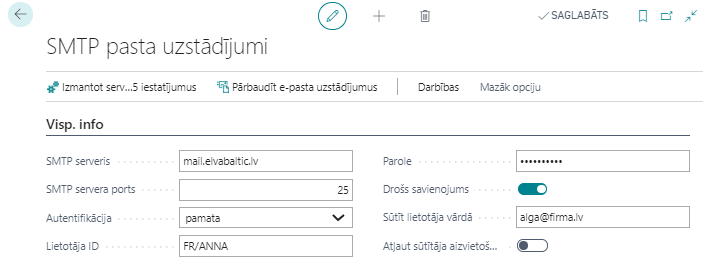 SAGLABĀTS
SMTP pasta uzstādījumi
Izmantot serv...5 iestatījumus Pārbaudīt e-pasta uzstādījumus Darbības Mazāk opciju
Visp. info
SMTP serveris mail.elvabaltic.lv
SMTP servera ports 25
Autentifikācija pamata
Lietotāja ID FR/ANNA
Parole ••••••••••
Drošs savienojums
Sūtīt lietotāja vārdā alga@firma.lv
Atļaut sūtītāja aizvietoš...